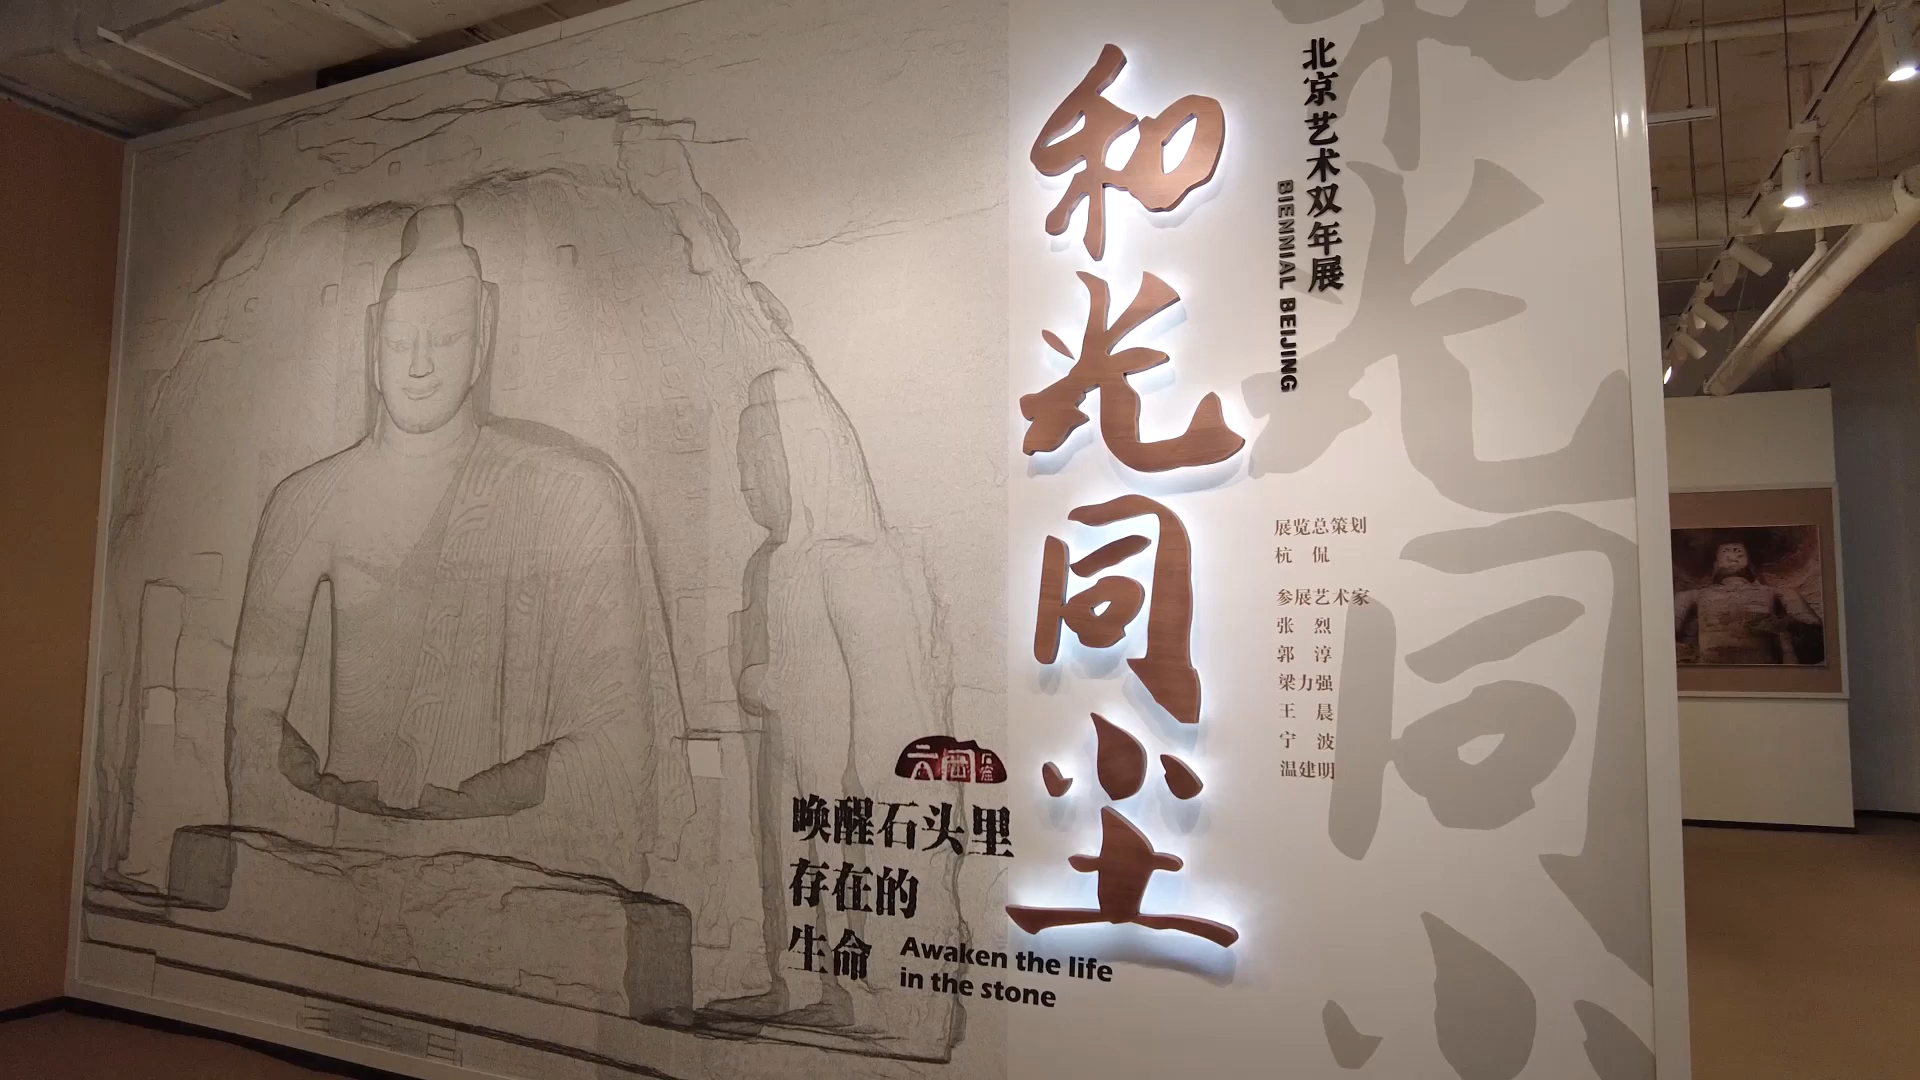 和光同尘
北京艺术双年展
BIENNIAL BEIJING
展览总策划
杭 侃
参展艺术家
张 烈
郭 淳
梁力强
王 晨
宁 波
温建明
唤醒石头里
存在的
生命
Awaken the life
in the stone